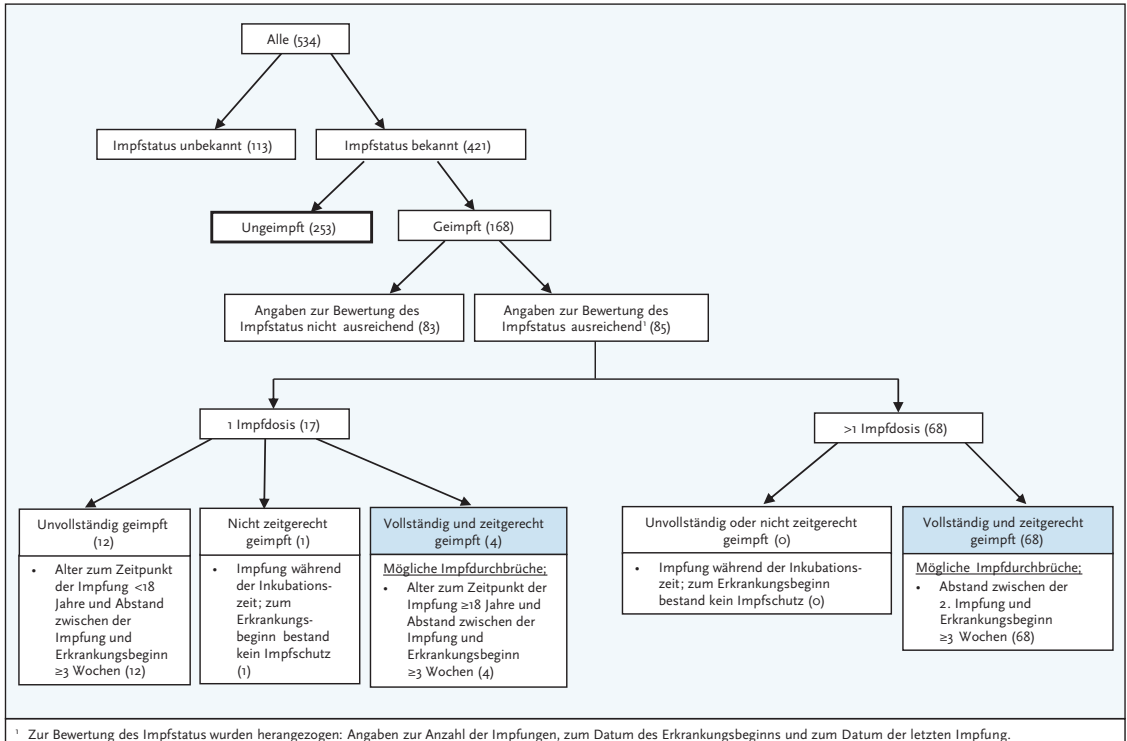 Alle (534)
Impfstatus unbekannt (113)
Impfstatus bekannt (421)
Ungeimpft (253)
Geimpft (168)
Angaben zur Bewertung des
Impfstatus nicht ausreichend (83)
Angaben zur Bewertung des
Impfstatus ausreichend¹ (85)
1 Impfdosis (17)
>1 Impfdosis (68)
Unvollständig geimpft
(12)
• Alter zum Zeitpunkt
der Impfung <18
Jahre und Abstand
zwischen der
Impfung und
Erkrankungsbeginn
≥3 Wochen (12)
Nicht zeitgerecht
geimpft (1)
• Impfung während
der Inkubations-
zeit; zum
Erkrankungs-
beginn bestand
kein Impfschutz
(1)
Vollständig und zeitgerecht
geimpft (4)
Mögliche Impfdurchbrüche;
• Alter zum Zeitpunkt der
Impfung ≥18 Jahre und
Abstand zwischen der
Impfung und
Erkrankungsbeginn
≥3 Wochen (4)
Unvollständig oder nicht zeitgerecht
geimpft (0)
• Impfung während der Inkubations-
zeit; zum Erkrankungsbeginn
bestand kein Impfschutz (0)
Vollständig und zeitgerecht
geimpft (68)
Mögliche Impfdurchbrüche;
• Abstand zwischen der
2. Impfung und
Erkrankungsbeginn
≥3 Wochen (68)
¹ Zur Bewertung des Impfstatus wurden herangezogen: Angaben zur Anzahl der Impfungen, zum Datum des Erkrankungsbeginns und zum Datum der letzten Impfung.